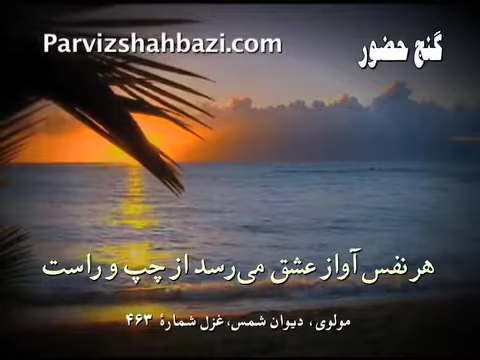 Parvizshahbazi.com
گنج حضور
هر نفس آواز عشق می‌رسد از چپ و راست
مولوی، دیوان شمس، غزل شمارهٔ ۴۶۳